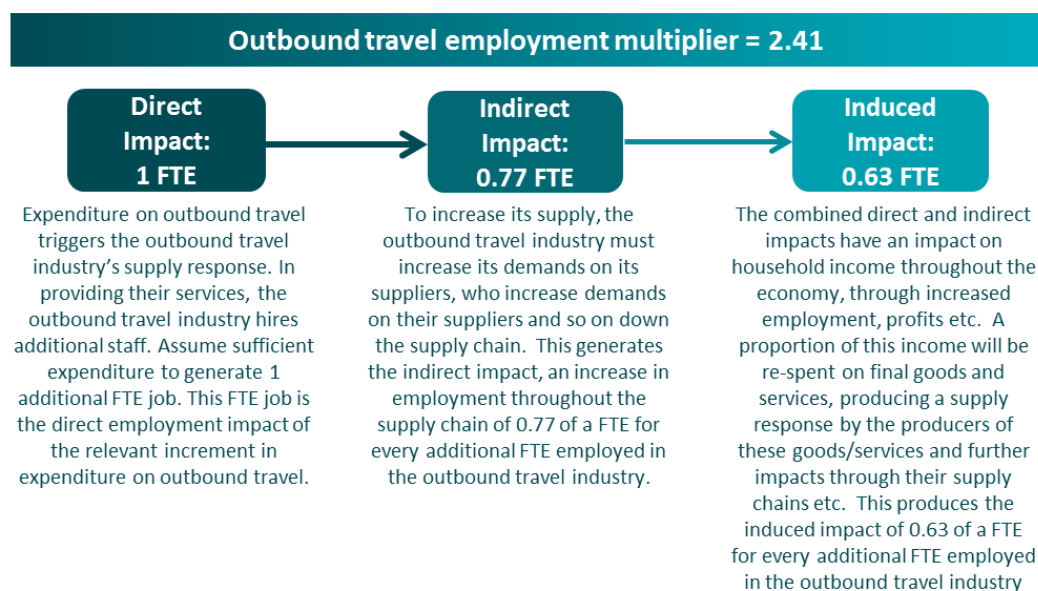 Outbound travel employment multiplier = 2.41
Direct
Impact:
1 FTE
Expenditure on outbound travel
triggers the outbound travel
industry's supply response. In
providing their services, the
outbound travel industry hires
additional staff. Assume sufficient
expenditure to generate 1
additional FTE job. This FTE job is
the direct employment impact of
the relevant increment in
expenditure on outbound travel.
Indirect
Impact:
0.77 FTE
To increase its supply, the
outbound travel industry must
increase its demands on its
suppliers, who increase demands
on their suppliers and so on down
the supply chain. This generates
the indirect impact, an increase in
employment throughout the
supply chain of 0.77 of a FTE for
every additional FTE employed in
the outbound travel industry.
Induced
Impact:
0.63 FTE
The combined direct and indirect
impacts have an impact on
household income throughout the
economy, through increased
employment, profits etc. A
proportion of this income will be
re-spent on final goods and
services, producing a supply
response by the producers of
these goods/services and further
impacts through their supply
chains etc. This produces the
induced impact of 0.63 of a FTE
for every additional FTE employed
in the outbound travel industry